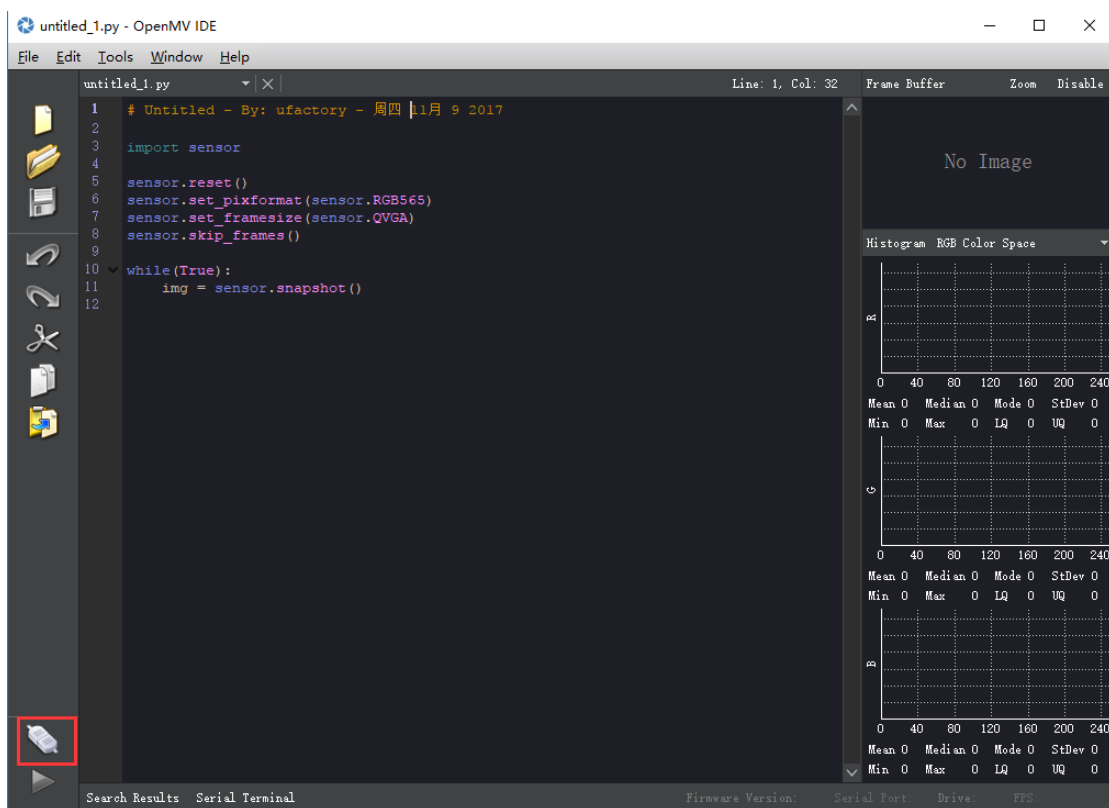 untitled_1.py - OpenMV IDE
File Edit Tools Window Help
untitled_1.py Line: 1, Col: 32 Frame Buffer Zoom Disable
1 # Untitled - By: ufactory - 周四 11月 9 2017
2
3 import sensor
4
5 sensor.reset()
6 sensor.set_pixformat(sensor.RGB565)
7 sensor.set_framesize(sensor.QVGA)
8 sensor.skip_frames()
9
10 while(True):
11 img = sensor.snapshot()
12
No Image
Histogram RGB Color Space
R
0 40 80 120 160 200 240
Mean 0 Median 0 Mode 0 StDev 0
Min 0 Max 0 LQ 0 UQ 0
G
0 40 80 120 160 200 240
Mean 0 Median 0 Mode 0 StDev 0
Min 0 Max 0 LQ 0 UQ 0
B
0 40 80 120 160 200 240
Mean 0 Median 0 Mode 0 StDev 0
Min 0 Max 0 LQ 0 UQ 0
Search Results Serial Terminal Firmware Version: Serial Port: Drive: FPS: